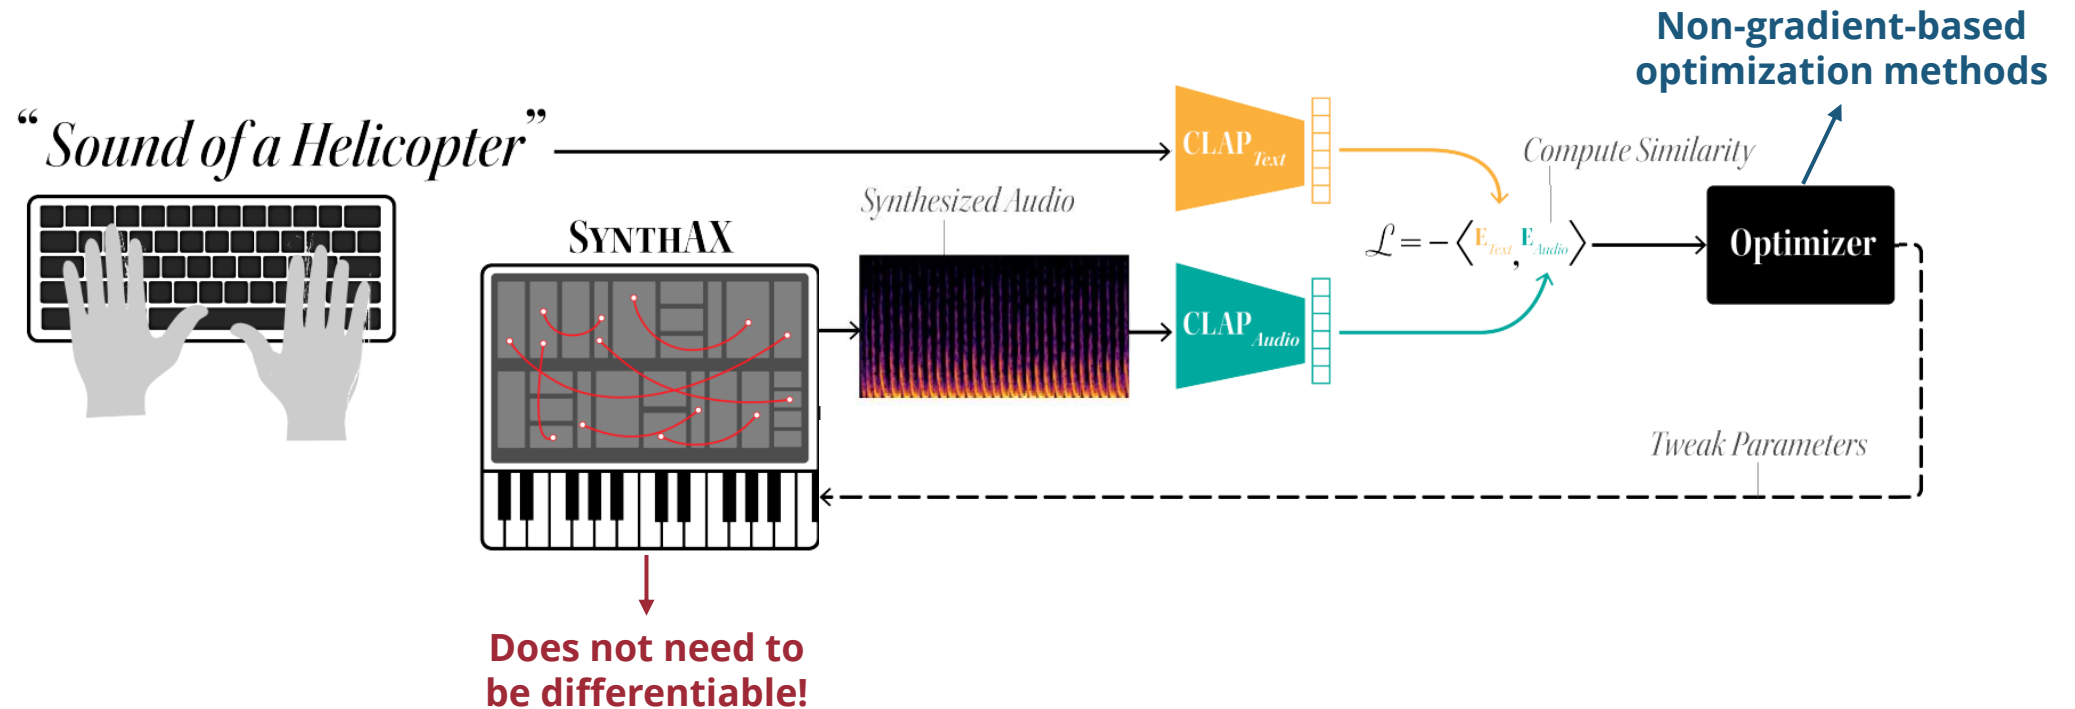 Non-gradient-based
optimization methods
“ Sound of a Helicopter”
CLAP Text
Compute Similarity
Synthesized Audio
SYNTHAX
ℒ = − ⟨E Text, E Audio⟩
Optimizer
CLAP Audio
Tweak Parameters
Does not need to
be differentiable!